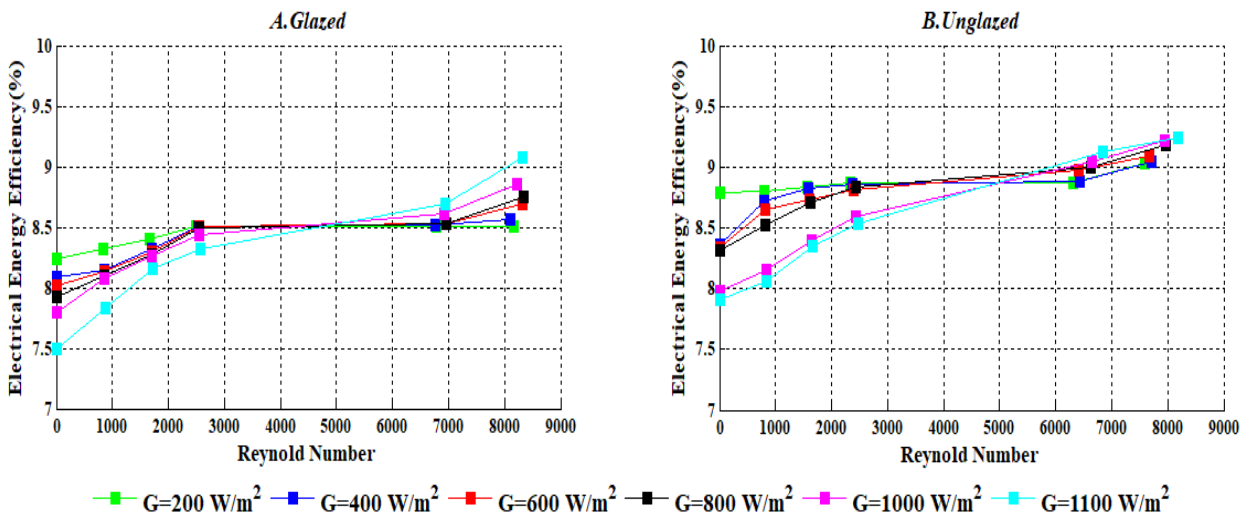 A.Glazed
B.Unglazed
Electrical Energy Efficiency(%)
10
9.5
9
8.5
8
7.5
7
0 1000 2000 3000 4000 5000 6000 7000 8000 9000
Reynold Number
Electrical Energy Efficiency(%)
10
9.5
9
8.5
8
7.5
7
0 1000 2000 3000 4000 5000 6000 7000 8000 9000
Reynold Number
G=200 W/m² G=400 W/m² G=600 W/m² G=800 W/m² G=1000 W/m² G=1100 W/m²